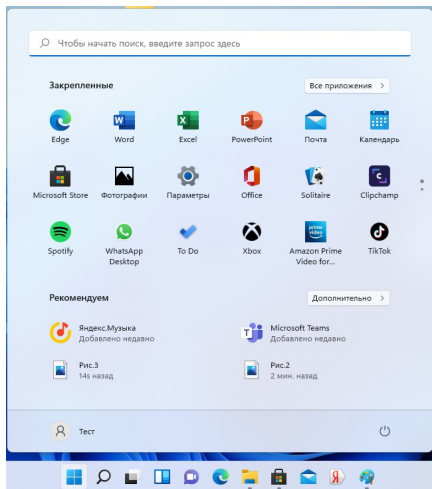 Чтобы начать поиск, введите запрос здесь
Закрепленные
Все приложения >
Edge
Word
Excel
PowerPoint
Почта
Календарь
Microsoft Store
Фотографии
Параметры
Office
Solitaire
Clipchamp
prime video
Spotify
WhatsApp
Desktop
To Do
Xbox
Amazon Prime
Video for...
TikTok
Рекомендуем
Дополнительно >
Яндекс.Музыка
Добавлено недавно
Microsoft Teams
Добавлено недавно
Рис.3
14s назад
Рис.2
2 мин. назад
Тест